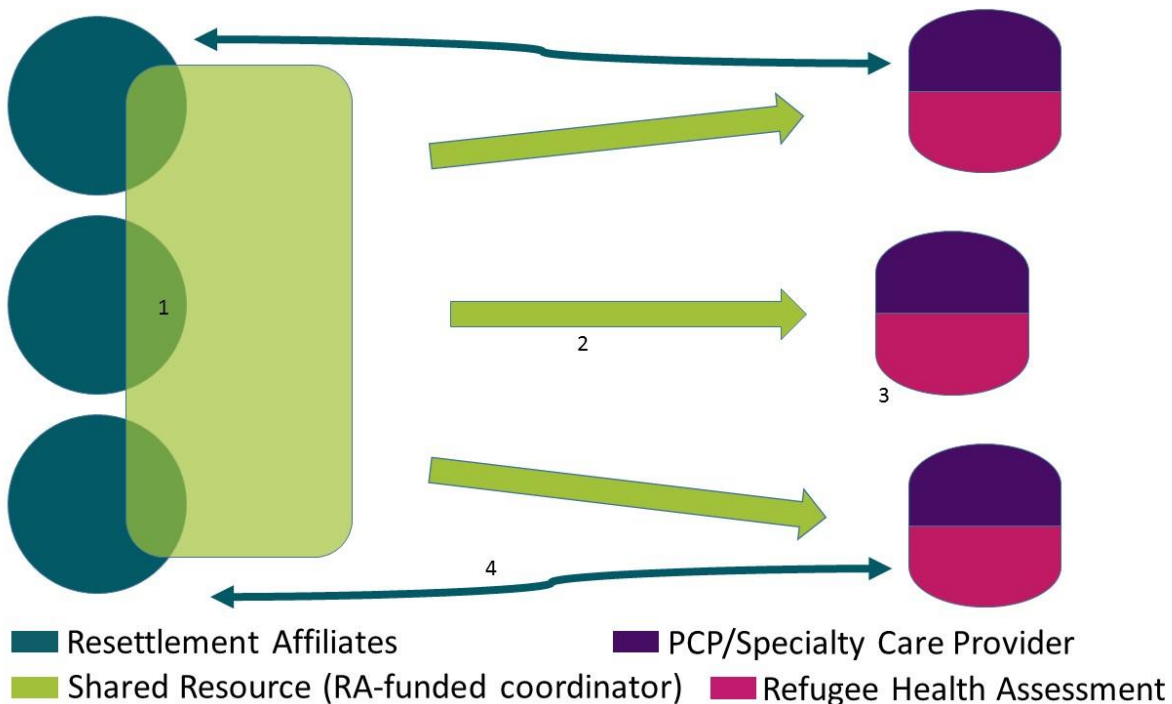 1
2
3
4
Resettlement Affiliates
PCP/Specialty Care Provider
Shared Resource (RA-funded coordinator)
Refugee Health Assessment